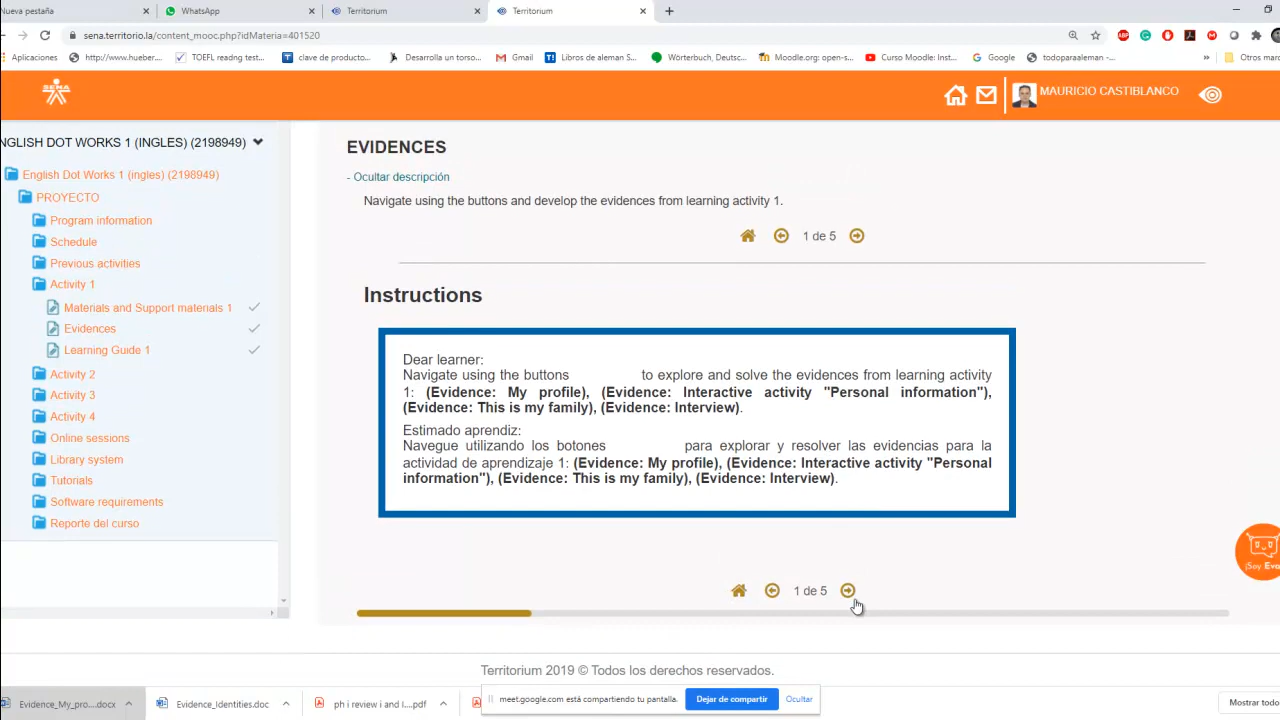 Nueva pestaña
WhatsApp
Territorium
Territorium
sena.territorio.la/content_mooc.php?idMateria=401520
Aplicaciones
http://www.hueber...
TOEFL readng test...
clave de producto...
Desarrolla un torso...
Gmail
Libros de aleman S...
Wörterbuch, Deutsc...
Moodle.org: open-s...
Curso Moodle: Inst...
Google
todoparaaleman -...
Otros mar
SENA
MAURICIO CASTIBLANCO
NGLISH DOT WORKS 1 (INGLES) (2198949)
English Dot Works 1 (ingles) (2198949)
PROYECTO
Program information
Schedule
Previous activities
Activity 1
Materials and Support materials 1
Evidences
Learning Guide 1
Activity 2
Activity 3
Activity 4
Online sessions
Library system
Tutorials
Software requirements
Reporte del curso
EVIDENCES
- Ocultar descripción
Navigate using the buttons and develop the evidences from learning activity 1.
1 de 5
Instructions
Dear learner:
Navigate using the buttons to explore and solve the evidences from learning activity
1: (Evidence: My profile), (Evidence: Interactive activity "Personal information"),
(Evidence: This is my family), (Evidence: Interview).
Estimado aprendiz:
Navegue utilizando los botones para explorar y resolver las evidencias para la
actividad de aprendizaje 1: (Evidence: My profile), (Evidence: Interactive activity "Personal
information"), (Evidence: This is my family), (Evidence: Interview).
1 de 5
¡Soy Eva
Territorium 2019 © Todos los derechos reservados.
Evidence_My_pro....docx
Evidence_Identities.doc
ph i review i and I....pdf
meet.google.com está compartiendo tu pantalla.
Dejar de compartir
Ocultar
Mostrar todo